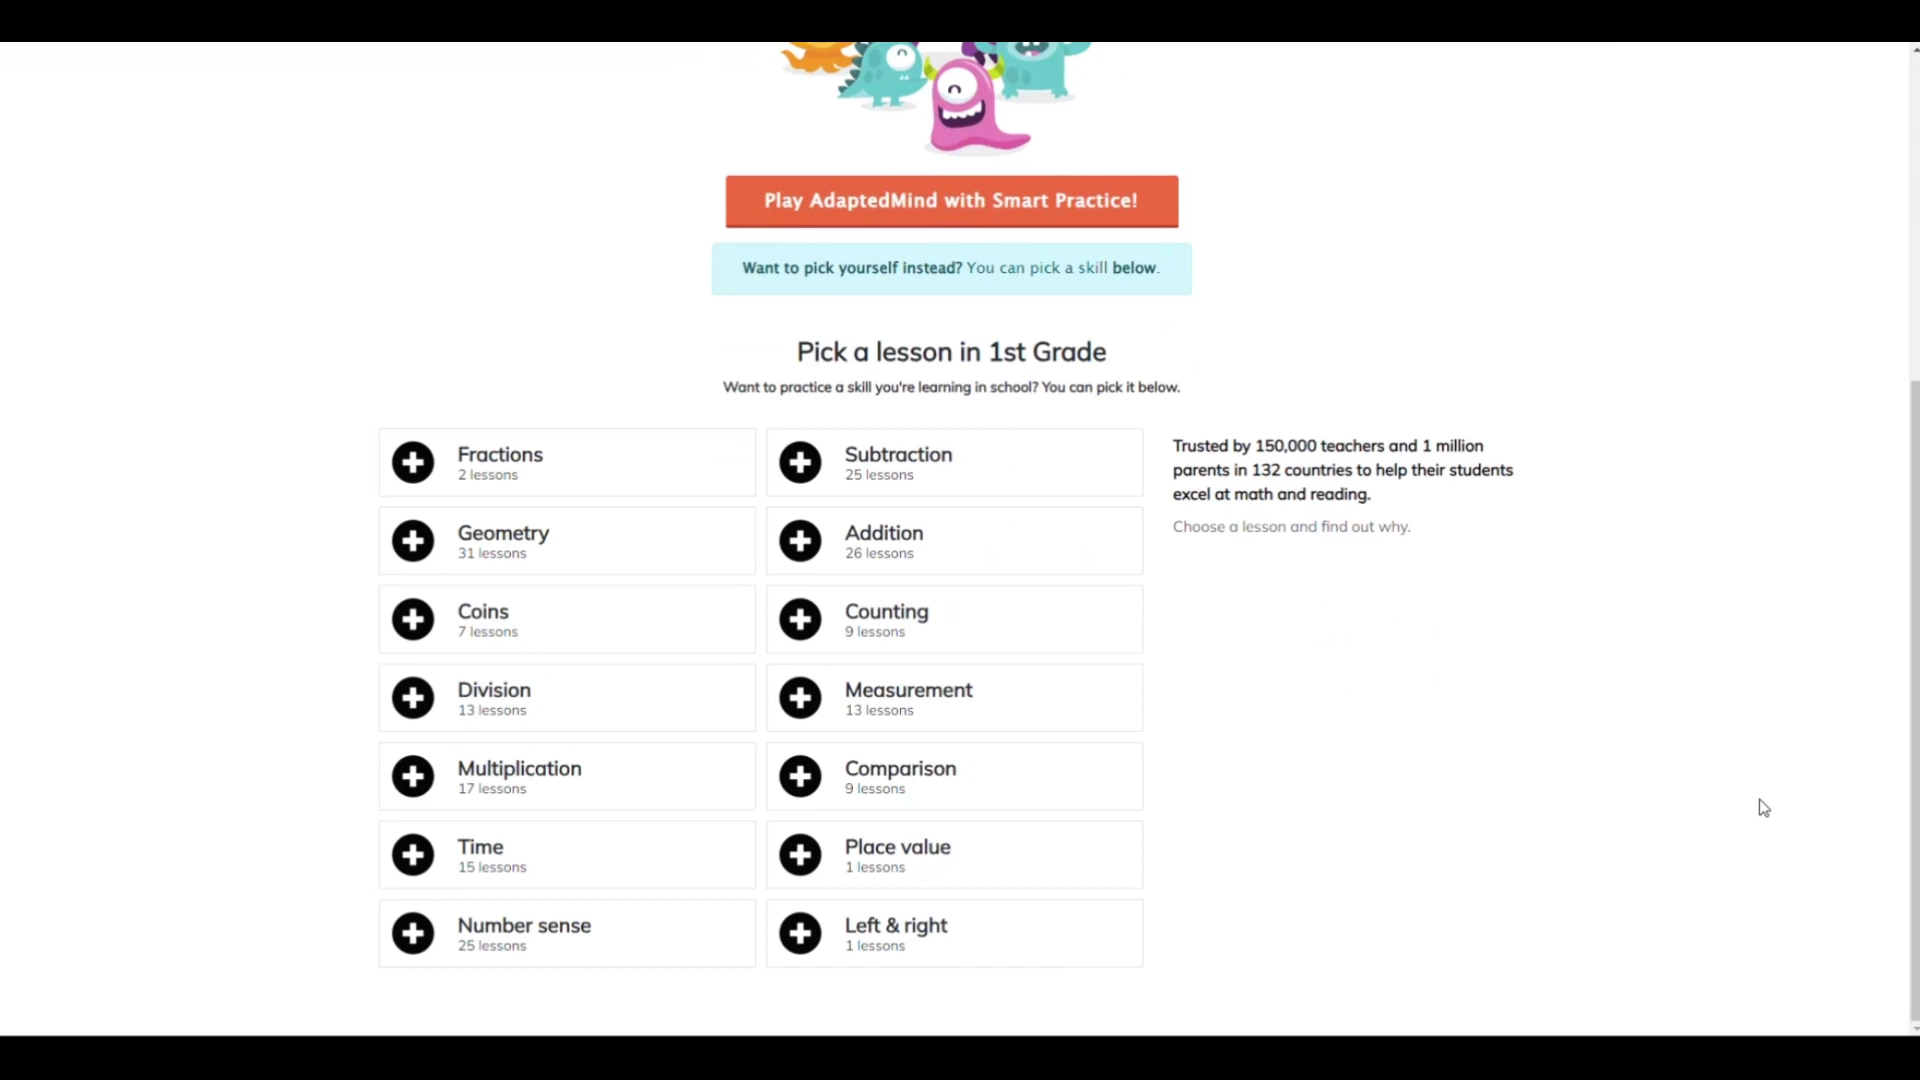 Play AdaptedMind with Smart Practice!
Want to pick yourself instead? You can pick a skill below.
Pick a lesson in 1st Grade
Want to practice a skill you're learning in school? You can pick it below.
Fractions
2 lessons
Subtraction
25 lessons
Geometry
31 lessons
Addition
26 lessons
Coins
7 lessons
Counting
9 lessons
Division
13 lessons
Measurement
13 lessons
Multiplication
17 lessons
Comparison
9 lessons
Time
15 lessons
Place value
1 lessons
Number sense
25 lessons
Left & right
1 lessons
Trusted by 150,000 teachers and 1 million
parents in 132 countries to help their students
excel at math and reading.
Choose a lesson and find out why.